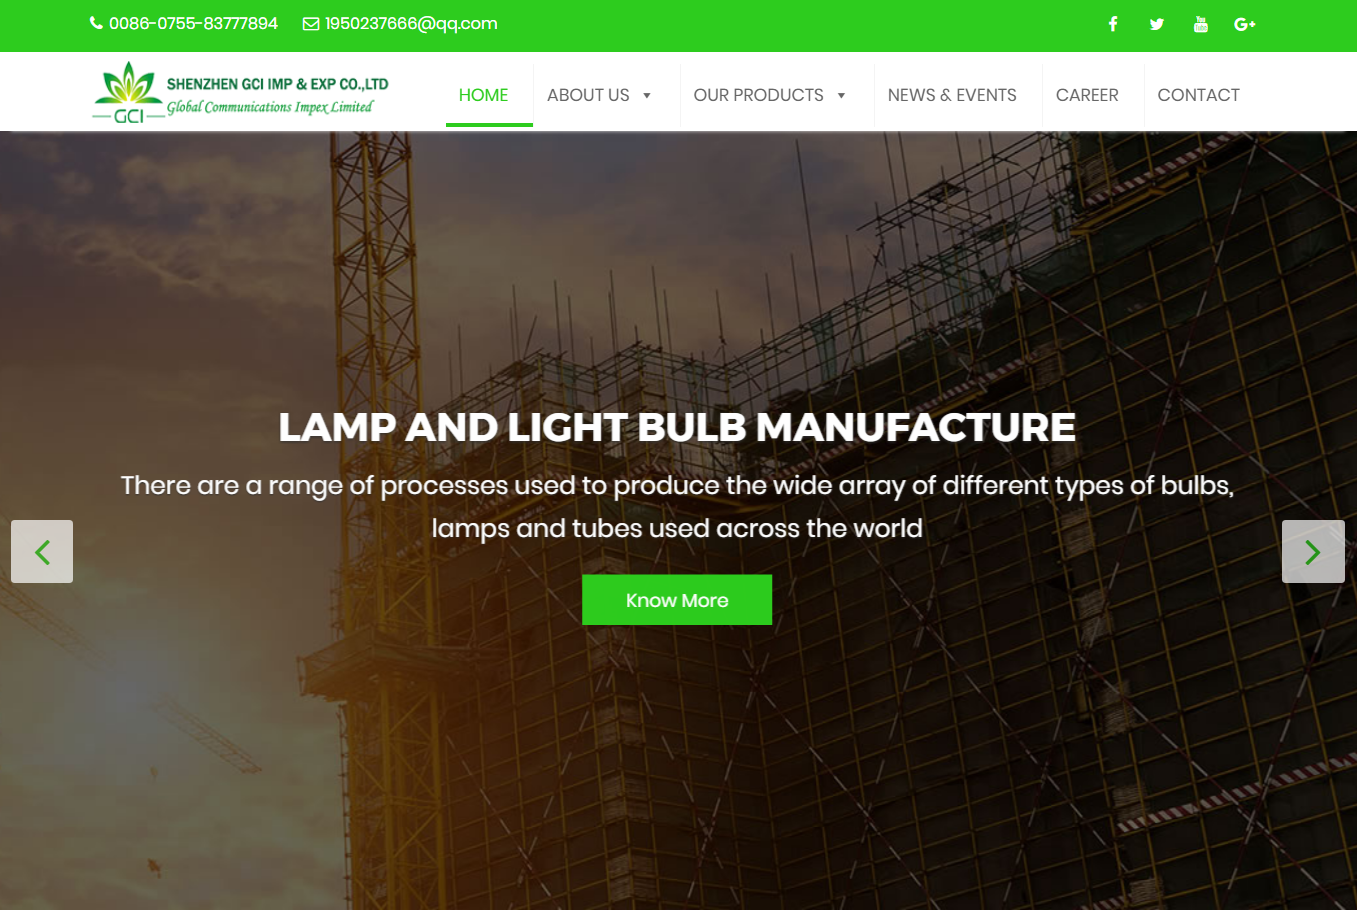 0086-0755-83777894 1950237666@qq.com
SHENZHEN GCI IMP & EXP CO.,LTD
Global Communications Impex Limited
GCI
HOME ABOUT US OUR PRODUCTS NEWS & EVENTS CAREER CONTACT
LAMP AND LIGHT BULB MANUFACTURE
There are a range of processes used to produce the wide array of different types of bulbs,
lamps and tubes used across the world
Know More